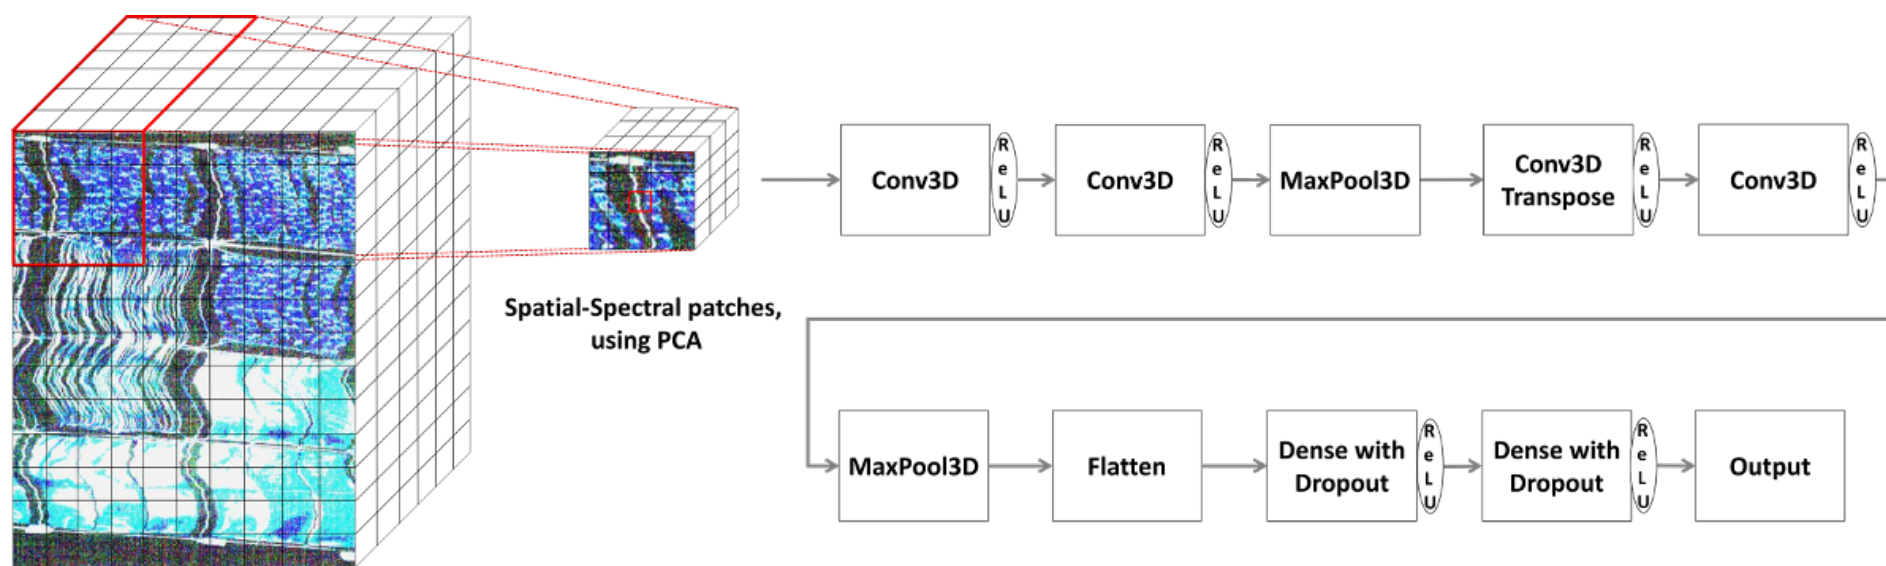 Spatial-Spectral patches,
using PCA
Conv3D
ReLU
Conv3D
ReLU
MaxPool3D
Conv3D
Transpose
ReLU
Conv3D
ReLU
MaxPool3D
Flatten
Dense with
Dropout
ReLU
Dense with
Dropout
ReLU
Output